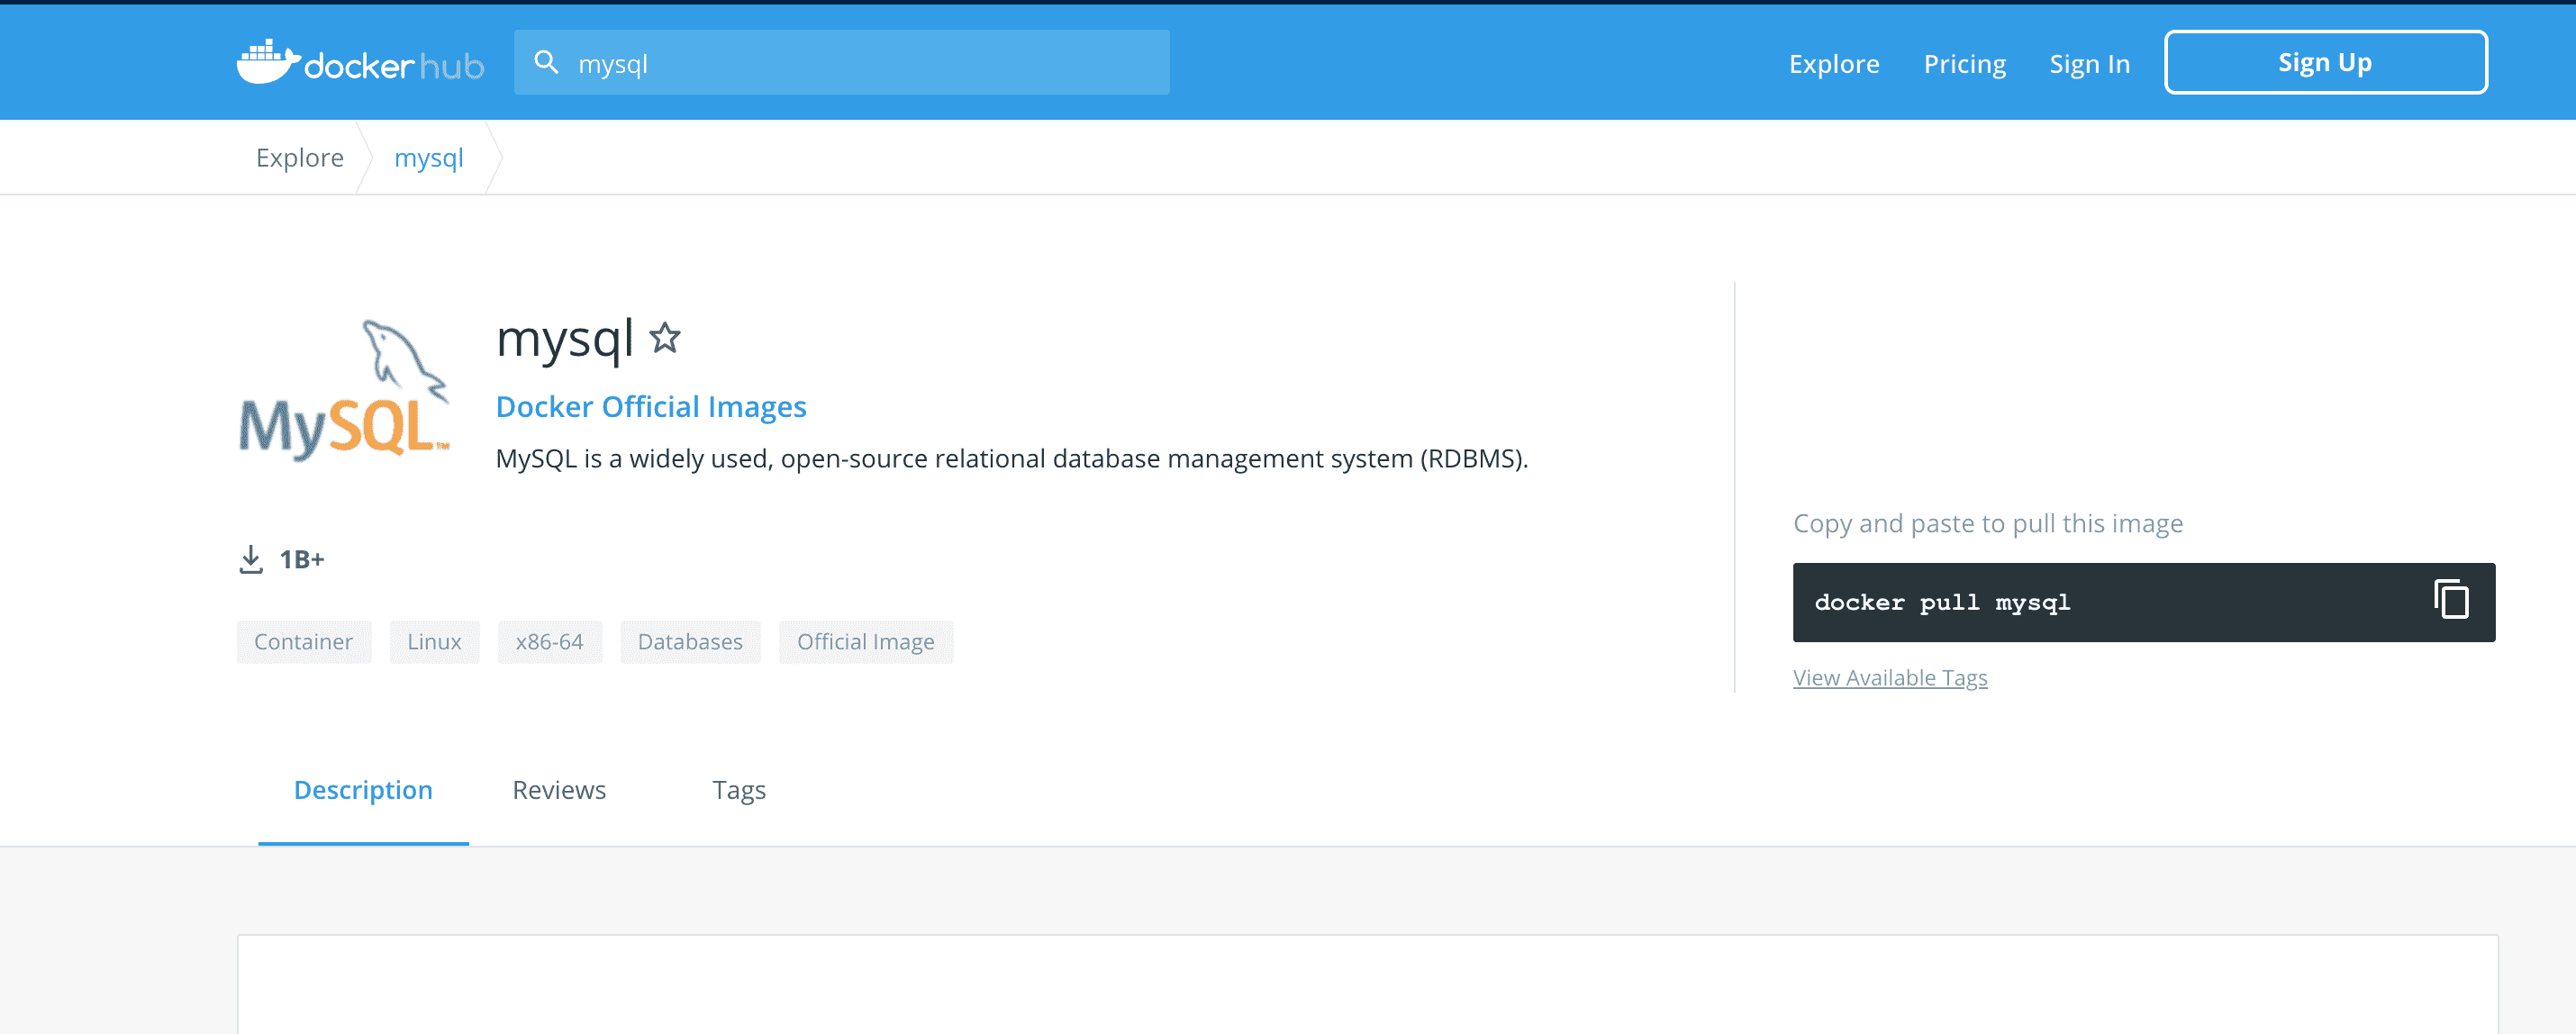 docker hub
mysql
Explore
Pricing
Sign In
Sign Up
Explore
mysql
MySQL™
mysql
Docker Official Images
MySQL is a widely used, open-source relational database management system (RDBMS).
1B+
Container
Linux
x86-64
Databases
Official Image
Copy and paste to pull this image
docker pull mysql
View Available Tags
Description
Reviews
Tags